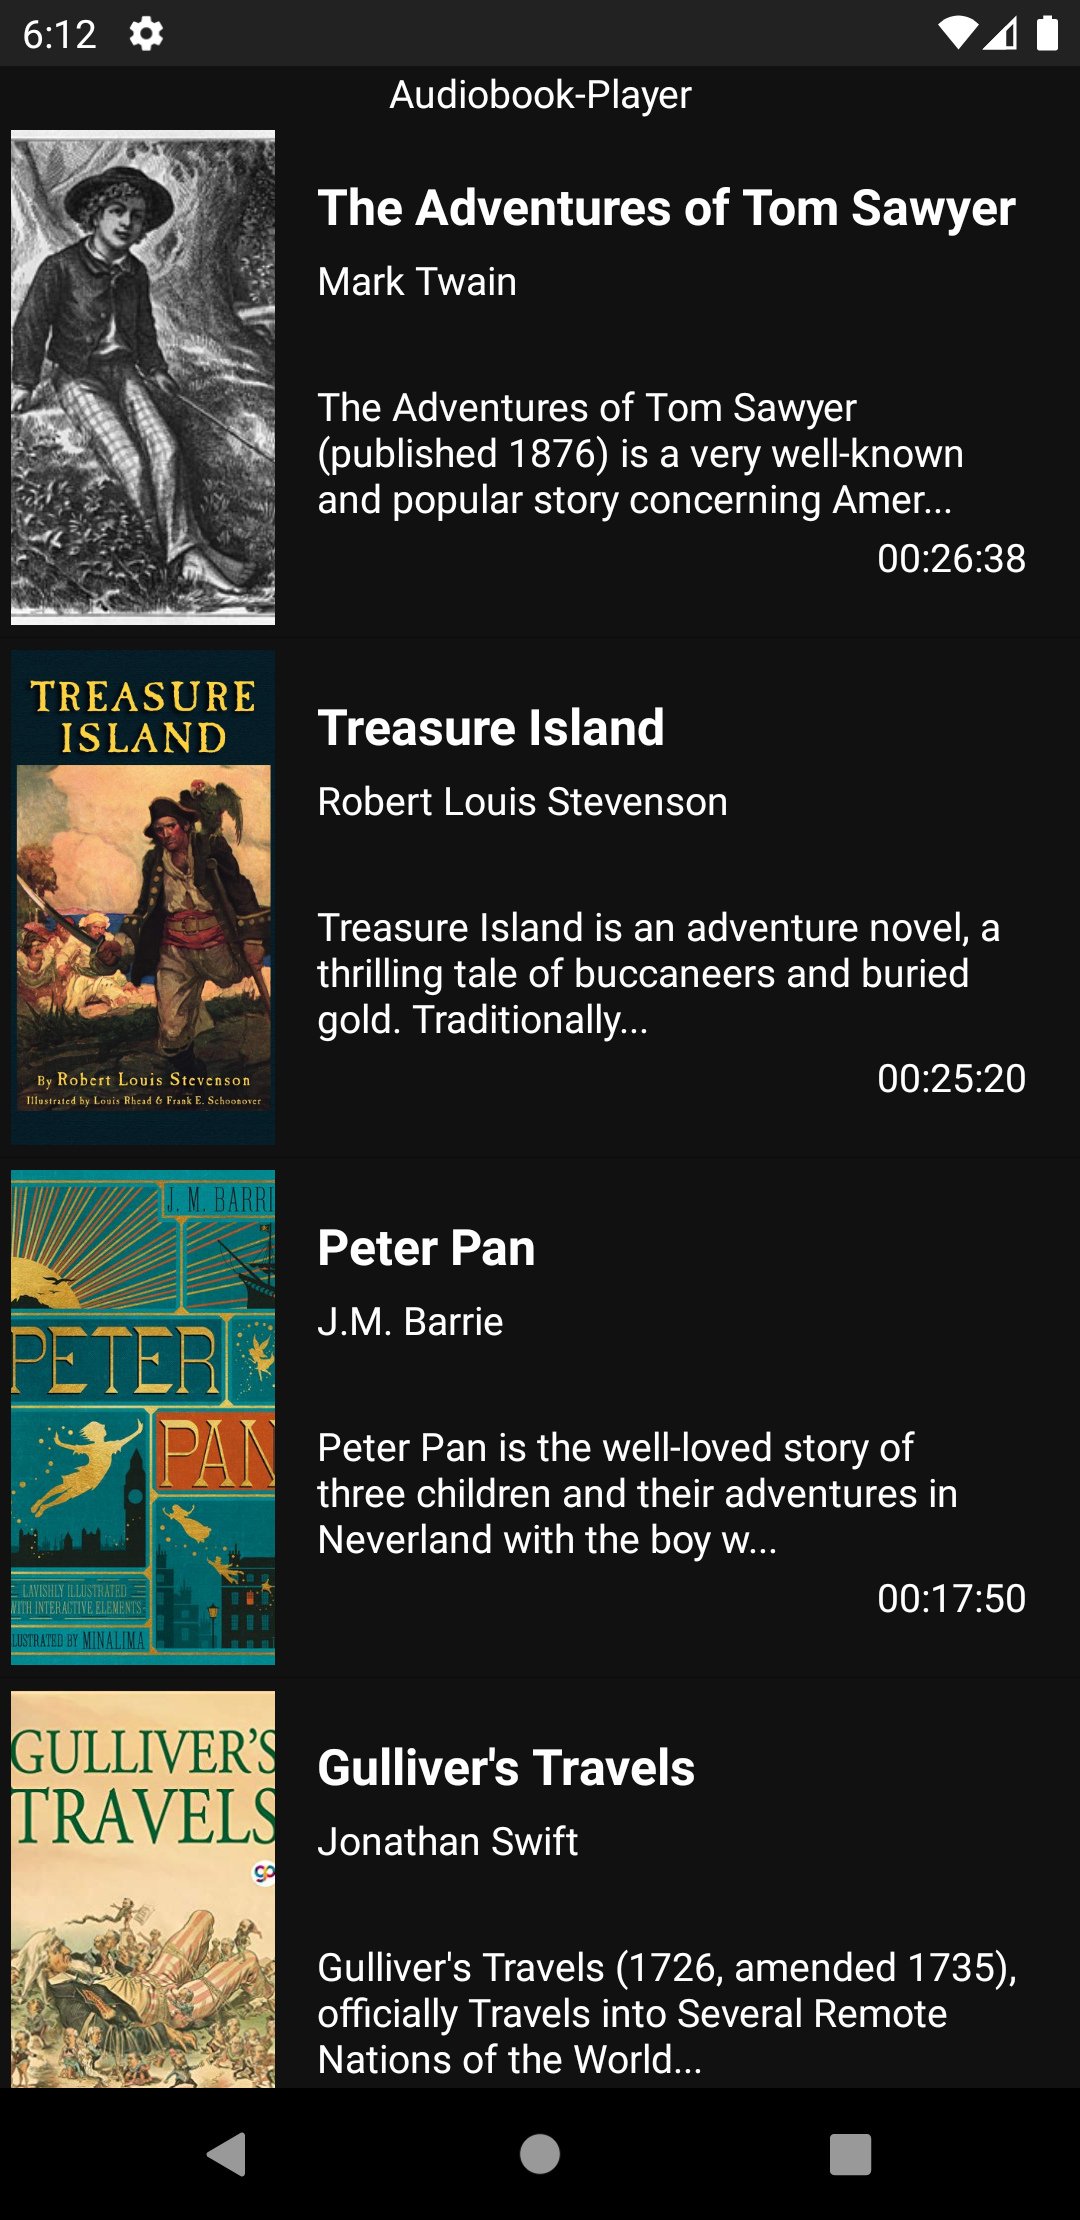 6:12
Audiobook-Player
The Adventures of Tom Sawyer
Mark Twain
The Adventures of Tom Sawyer
(published 1876) is a very well-known
and popular story concerning Amer...
00:26:38
TREASURE
ISLAND
By Robert Louis Stevenson
Illustrated by Louis Rhead & Frank E. Schoonover
Treasure Island
Robert Louis Stevenson
Treasure Island is an adventure novel, a
thrilling tale of buccaneers and buried
gold. Traditionally...
00:25:20
J. M. BARRI
PETER
PAN
LAVISHLY ILLUSTRATED
WITH INTERACTIVE ELEMENTS
LUSTRATED BY MINALIMA
Peter Pan
J.M. Barrie
Peter Pan is the well-loved story of
three children and their adventures in
Neverland with the boy w...
00:17:50
GULLIVER'S
TRAVELS
gp
Gulliver's Travels
Jonathan Swift
Gulliver's Travels (1726, amended 1735),
officially Travels into Several Remote
Nations of the World...